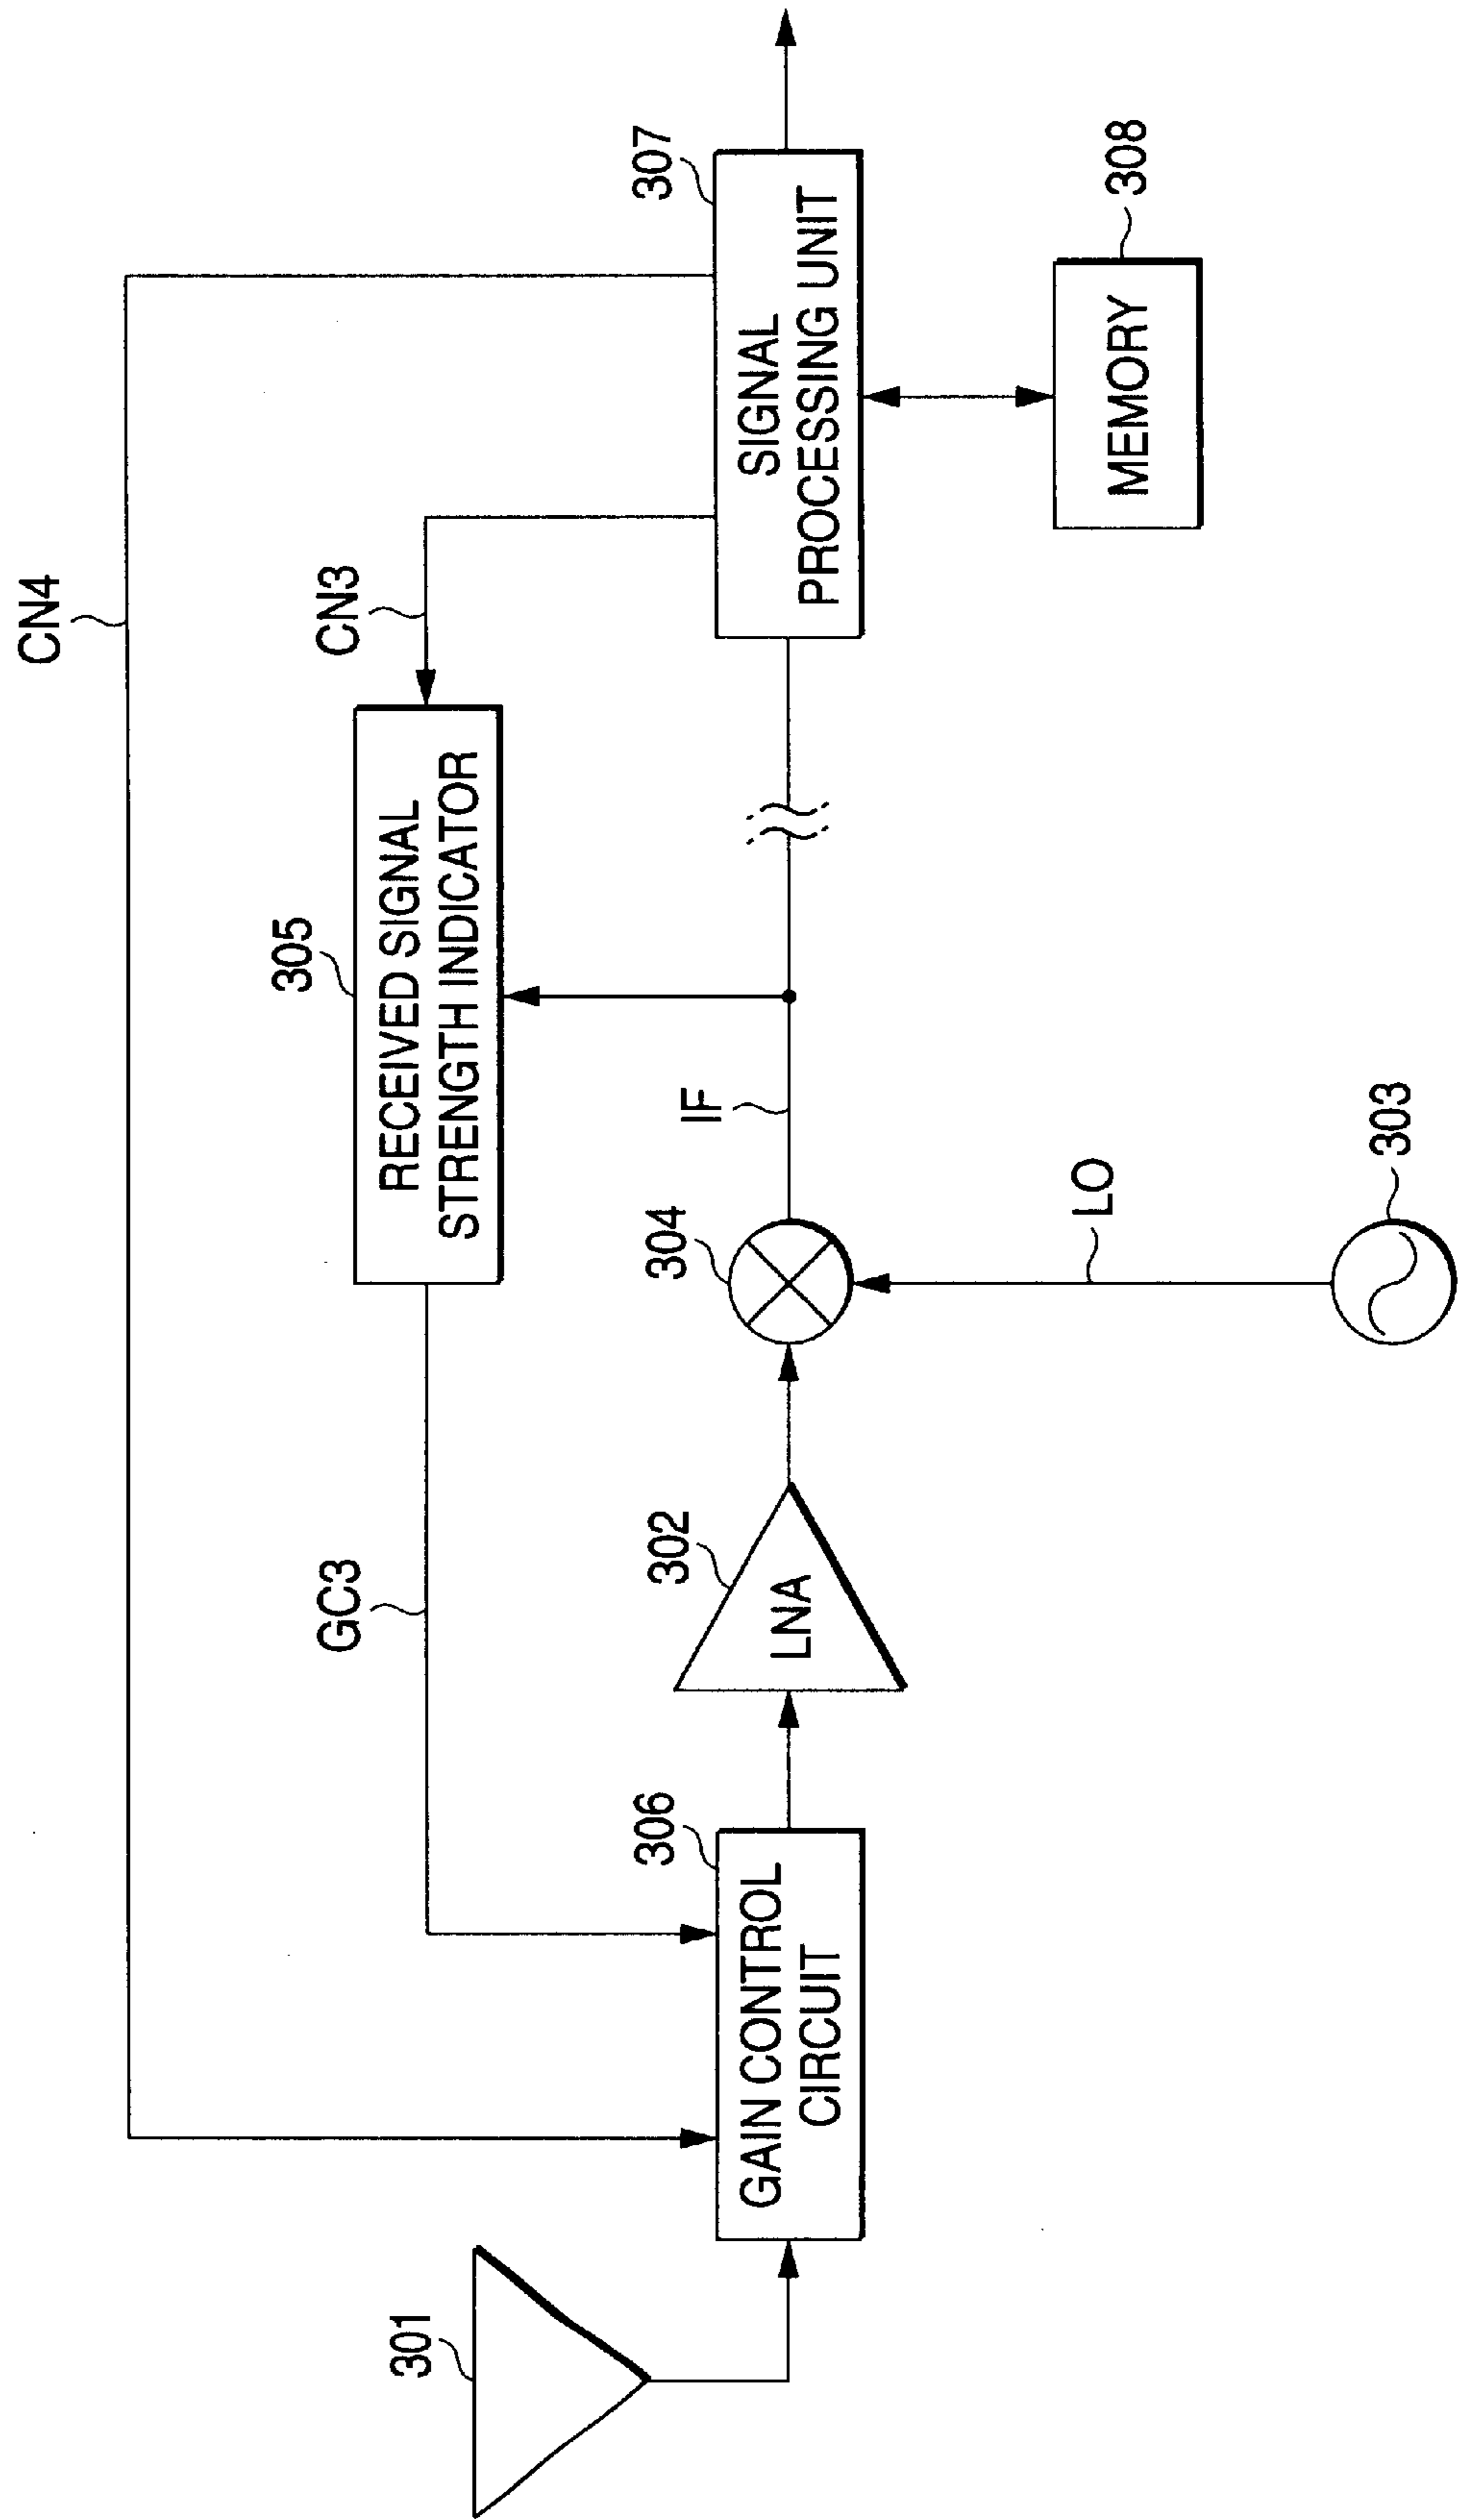 CN4
CN3
307
305
RECEIVED SIGNAL
STRENGTH INDICATOR
GC3
SIGNAL
PROCESSING UNIT
301
306
GAIN CONTROL
CIRCUIT
302
LNA
304
IF
LO
303
MEMORY
308